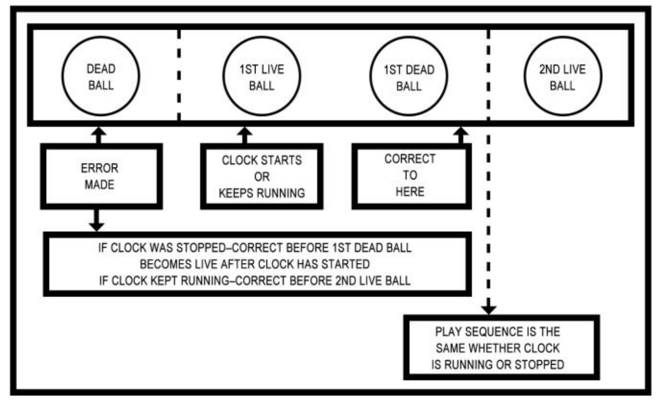 DEAD
BALL
1ST LIVE
BALL
1ST DEAD
BALL
2ND LIVE
BALL
ERROR
MADE
CLOCK STARTS
OR
KEEPS RUNNING
CORRECT
TO
HERE
IF CLOCK WAS STOPPED–CORRECT BEFORE 1ST DEAD BALL
BECOMES LIVE AFTER CLOCK HAS STARTED
IF CLOCK KEPT RUNNING–CORRECT BEFORE 2ND LIVE BALL
PLAY SEQUENCE IS THE
SAME WHETHER CLOCK
IS RUNNING OR STOPPED